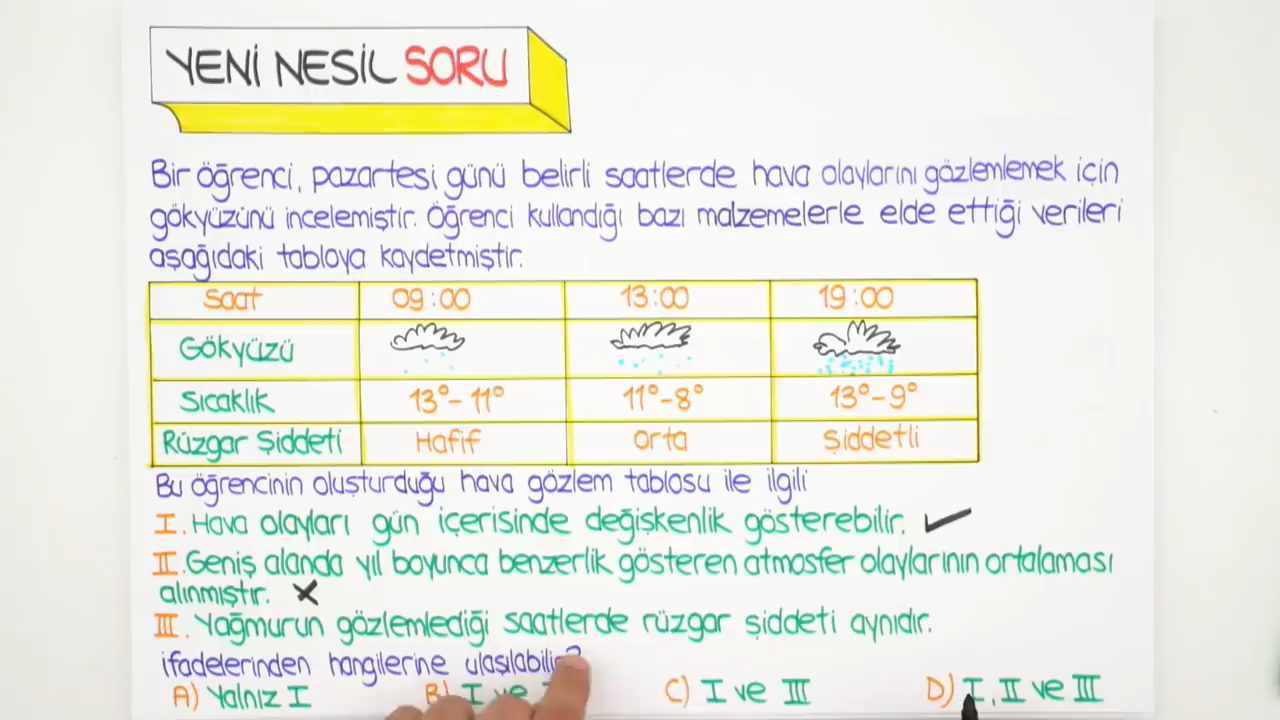 YENİ NESİL SORU
Bir öğrenci, pazartesi günü belirli saatlerde hava olaylarını gözlemlemek için
gökyüzünü incelemiştir. Öğrenci kullandığı bazı malzemelerle elde ettiği verileri
aşağıdaki tabloya kaydetmiştir.
Saat 09:00 13:00 19:00
Gökyüzü
Sıcaklık 13°-11° 11°-8° 13°-9°
Rüzgar Şiddeti Hafif Orta Şiddetli
Bu öğrencinin oluşturduğu hava gözlem tablosu ile ilgili
I. Hava olayları gün içerisinde değişkenlik gösterebilir.
II. Geniş alanda yıl boyunca benzerlik gösteren atmosfer olaylarının ortalaması
alınmıştır.
III. Yağmurun gözlemlediği saatlerde rüzgar şiddeti aynıdır.
ifadelerinden hangilerine ulaşılabilir?
A) Yalnız I B) I ve C) I ve III D) I, II ve III